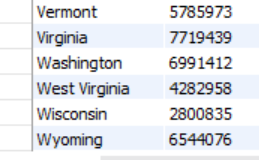 Vermont 5785973
Virginia 7719439
Washington 6991412
West Virginia 4282958
Wisconsin 2800835
Wyoming 6544076